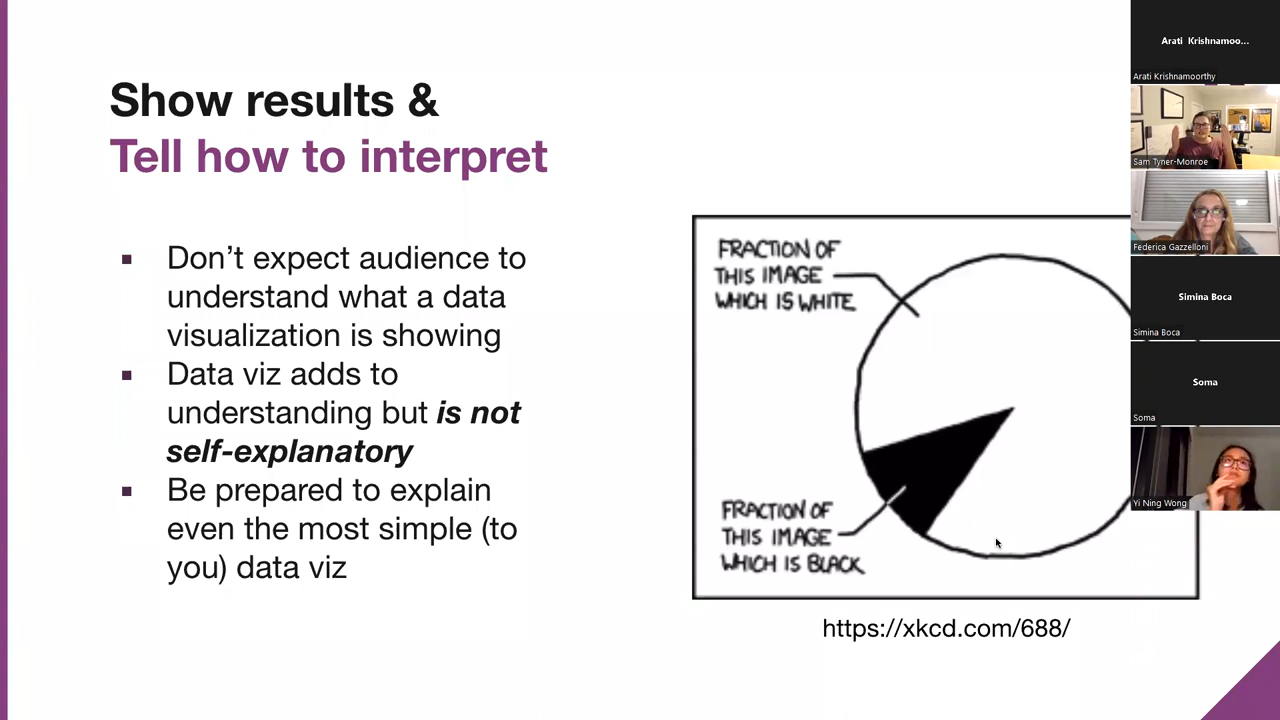 Show results &
Tell how to interpret
▪ Don’t expect audience to
understand what a data
visualization is showing
▪ Data viz adds to
understanding but is not
self-explanatory
▪ Be prepared to explain
even the most simple (to
you) data viz
FRACTION OF
THIS IMAGE
WHICH IS WHITE
FRACTION OF
THIS IMAGE
WHICH IS BLACK
https://xkcd.com/688/
Arati Krishnamoo...
Arati Krishnamoorthy
Sam Tyner-Monroe
Federica Gazzelloni
Simina Boca
Simina Boca
Soma
Soma
Yi Ning Wong